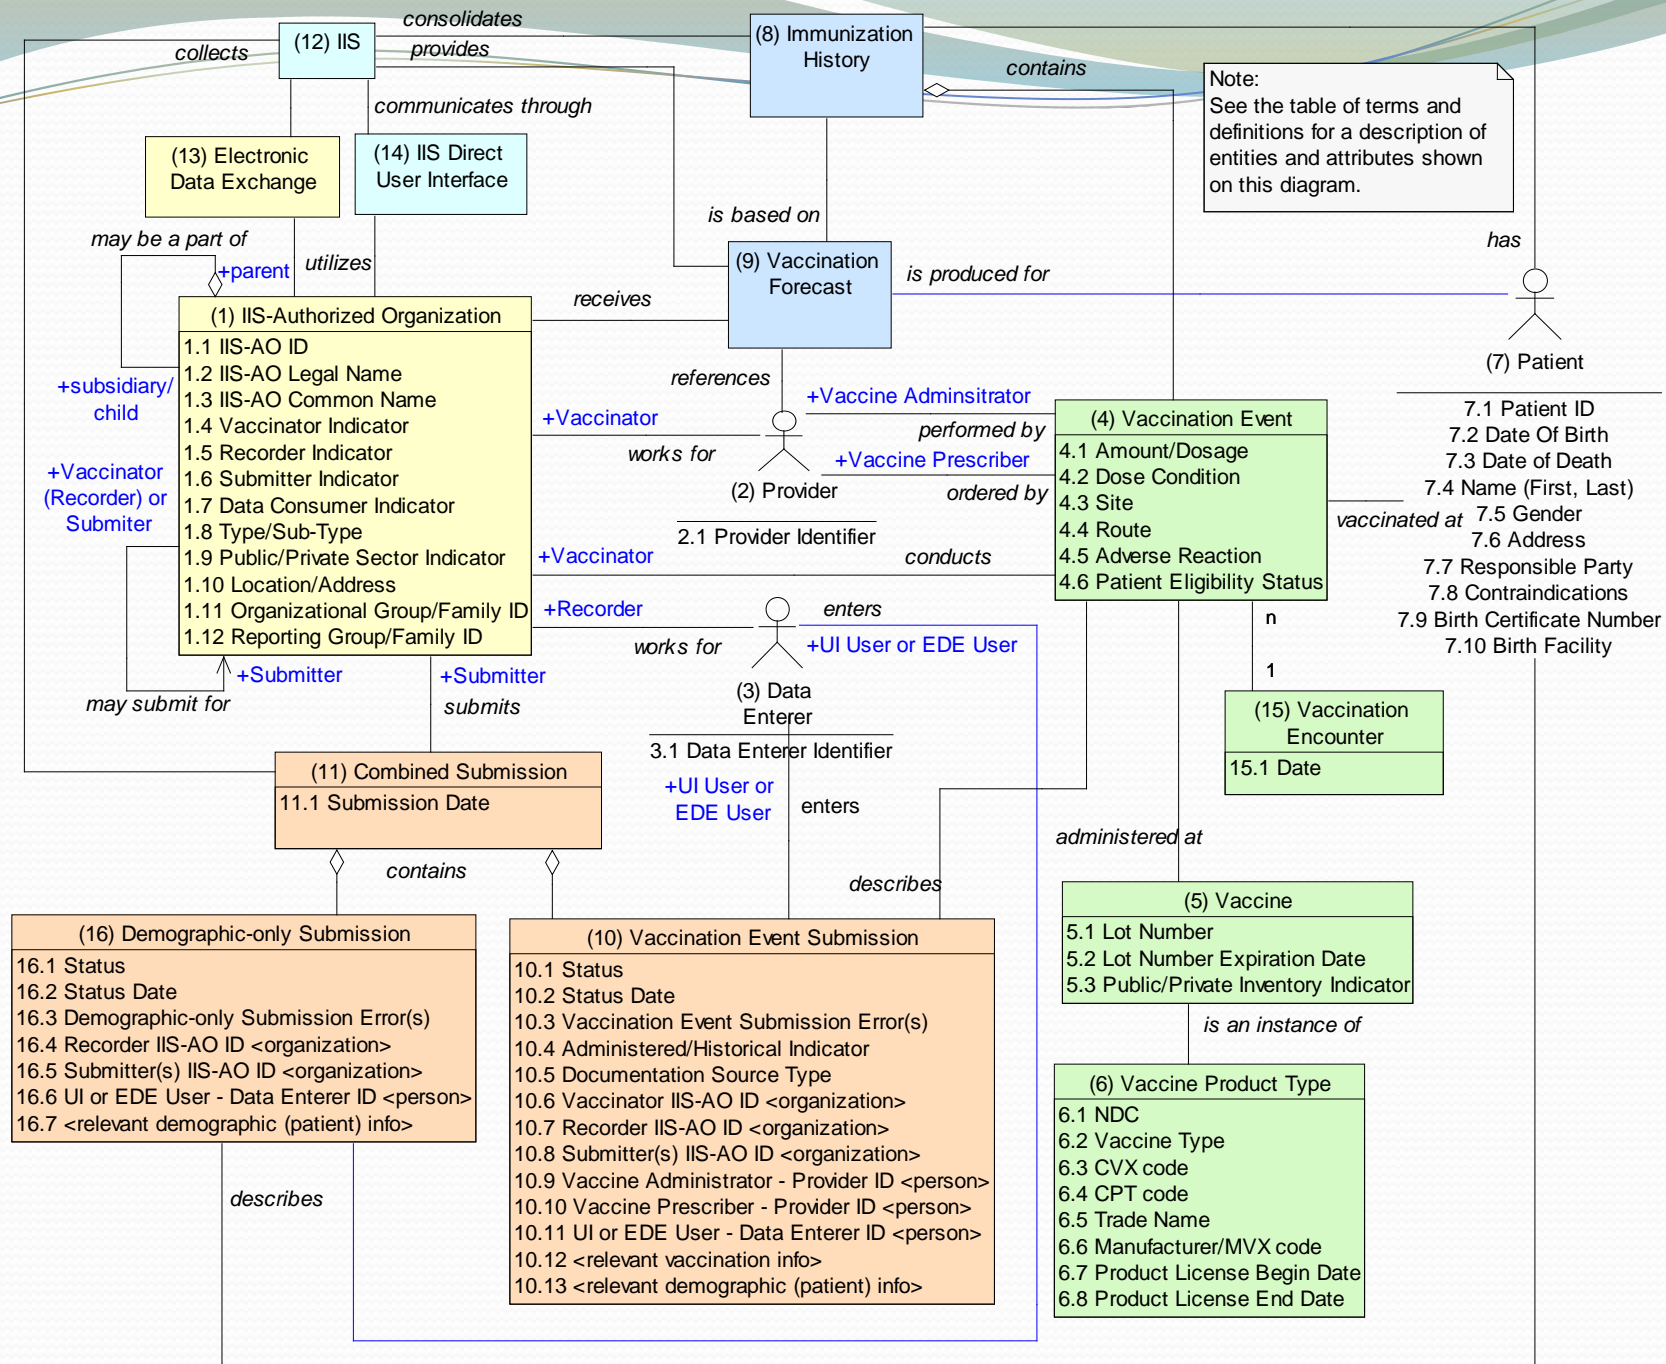 consolidates
collects
(12) IIS
provides
(8) Immunization
History
contains
Note:
See the table of terms and
definitions for a description of
entities and attributes shown
on this diagram.
communicates through
(13) Electronic
Data Exchange
(14) IIS Direct
User Interface
is based on
may be a part of
+parent
utilizes
has
(9) Vaccination
Forecast
is produced for
receives
(1) IIS-Authorized Organization
1.1 IIS-AO ID
1.2 IIS-AO Legal Name
1.3 IIS-AO Common Name
1.4 Vaccinator Indicator
1.5 Recorder Indicator
1.6 Submitter Indicator
1.7 Data Consumer Indicator
1.8 Type/Sub-Type
1.9 Public/Private Sector Indicator
1.10 Location/Address
1.11 Organizational Group/Family ID
1.12 Reporting Group/Family ID
+subsidiary/
child
+Vaccinator
(Recorder) or
Submiter
+Submitter
may submit for
references
+Vaccinator
works for
(2) Provider
2.1 Provider Identifier
+Vaccine Adminsitrator
performed by
+Vaccine Prescriber
ordered by
(4) Vaccination Event
4.1 Amount/Dosage
4.2 Dose Condition
4.3 Site
4.4 Route
4.5 Adverse Reaction
4.6 Patient Eligibility Status
(7) Patient
7.1 Patient ID
7.2 Date Of Birth
7.3 Date of Death
7.4 Name (First, Last)
7.5 Gender
7.6 Address
7.7 Responsible Party
7.8 Contraindications
7.9 Birth Certificate Number
7.10 Birth Facility
vaccinated at
+Vaccinator
conducts
+Recorder
works for
enters
+UI User or EDE User
(3) Data
Enterer
3.1 Data Enterer Identifier
+UI User or
EDE User
enters
n
1
(15) Vaccination
Encounter
15.1 Date
+Submitter
submits
(11) Combined Submission
11.1 Submission Date
contains
describes
administered at
(5) Vaccine
5.1 Lot Number
5.2 Lot Number Expiration Date
5.3 Public/Private Inventory Indicator
is an instance of
(6) Vaccine Product Type
6.1 NDC
6.2 Vaccine Type
6.3 CVX code
6.4 CPT code
6.5 Trade Name
6.6 Manufacturer/MVX code
6.7 Product License Begin Date
6.8 Product License End Date
(16) Demographic-only Submission
16.1 Status
16.2 Status Date
16.3 Demographic-only Submission Error(s)
16.4 Recorder IIS-AO ID <organization>
16.5 Submitter(s) IIS-AO ID <organization>
16.6 UI or EDE User - Data Enterer ID <person>
16.7 <relevant demographic (patient) info>
describes
(10) Vaccination Event Submission
10.1 Status
10.2 Status Date
10.3 Vaccination Event Submission Error(s)
10.4 Administered/Historical Indicator
10.5 Documentation Source Type
10.6 Vaccinator IIS-AO ID <organization>
10.7 Recorder IIS-AO ID <organization>
10.8 Submitter(s) IIS-AO ID <organization>
10.9 Vaccine Administrator - Provider ID <person>
10.10 Vaccine Prescriber - Provider ID <person>
10.11 UI or EDE User - Data Enterer ID <person>
10.12 <relevant vaccination info>
10.13 <relevant demographic (patient) info>